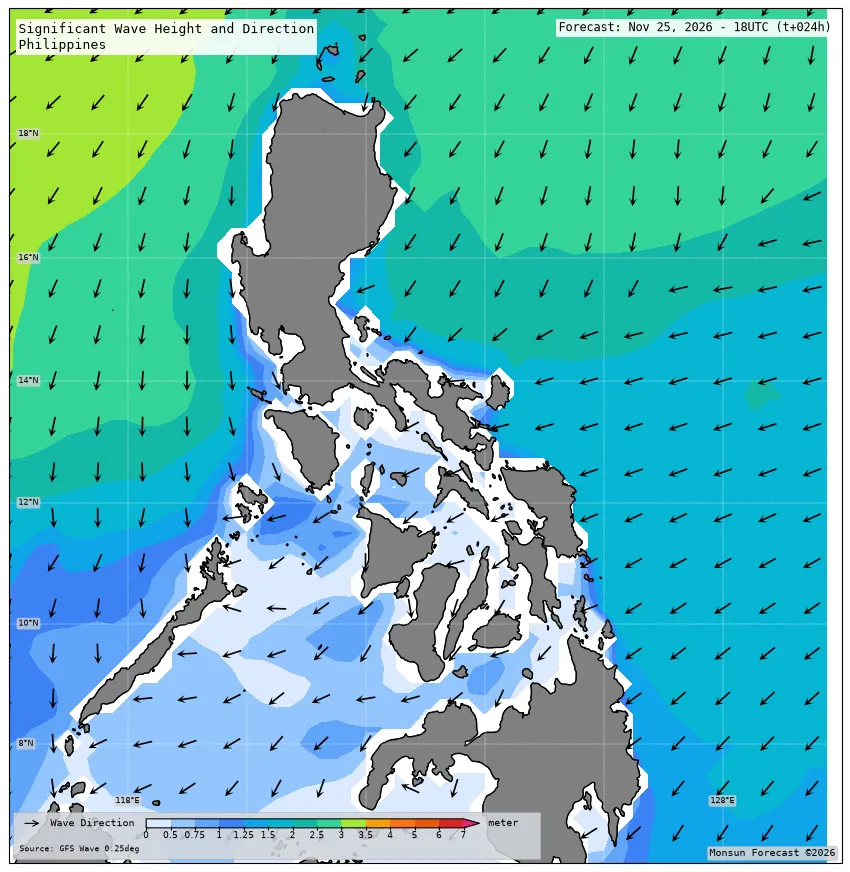 Significant Wave Height and Direction
Philippines
Forecast: Nov 25, 2026 - 18UTC (t+024h)
18°N
16°N
14°N
12°N
10°N
8°N
118°E
128°E
Wave Direction
meter
0 0.5 0.75 1 1.25 1.5 2 2.5 3 3.5 4 5 6 7
Source: GFS Wave 0.25deg
Monsun Forecast ©2026